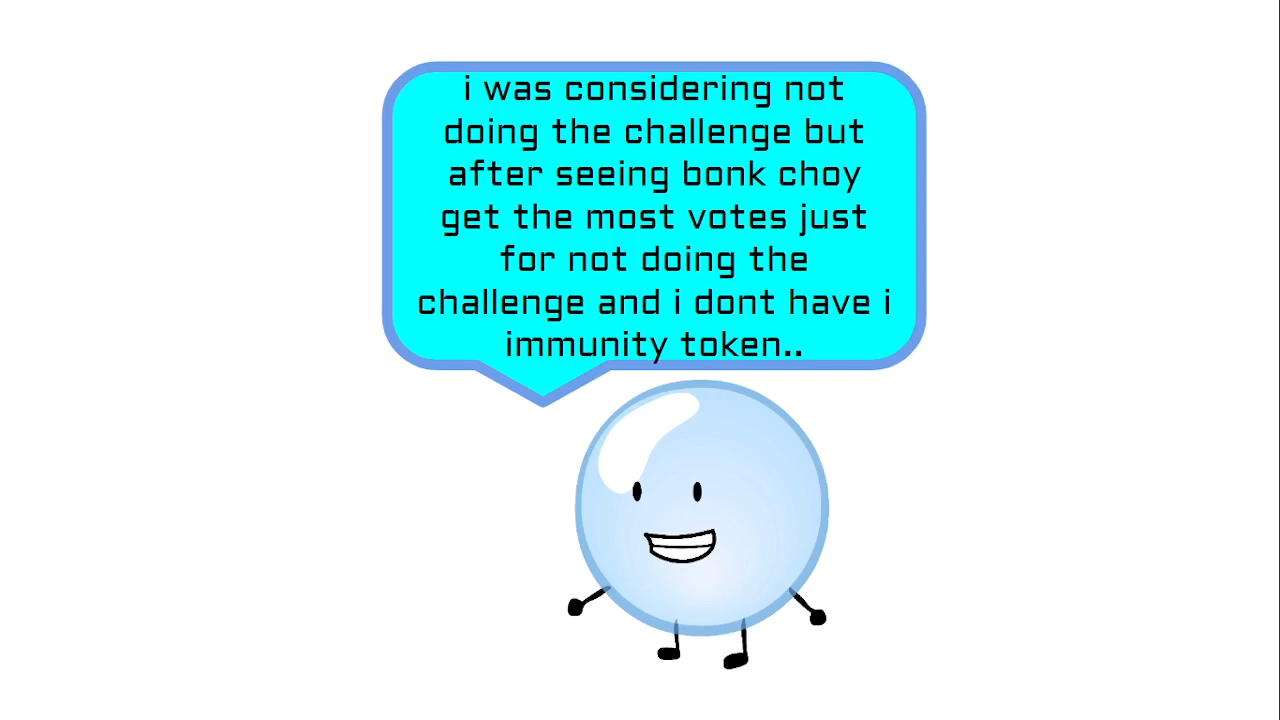 i was considering not
doing the challenge but
after seeing bonk choy
get the most votes just
for not doing the
challenge and i dont have i
immunity token..